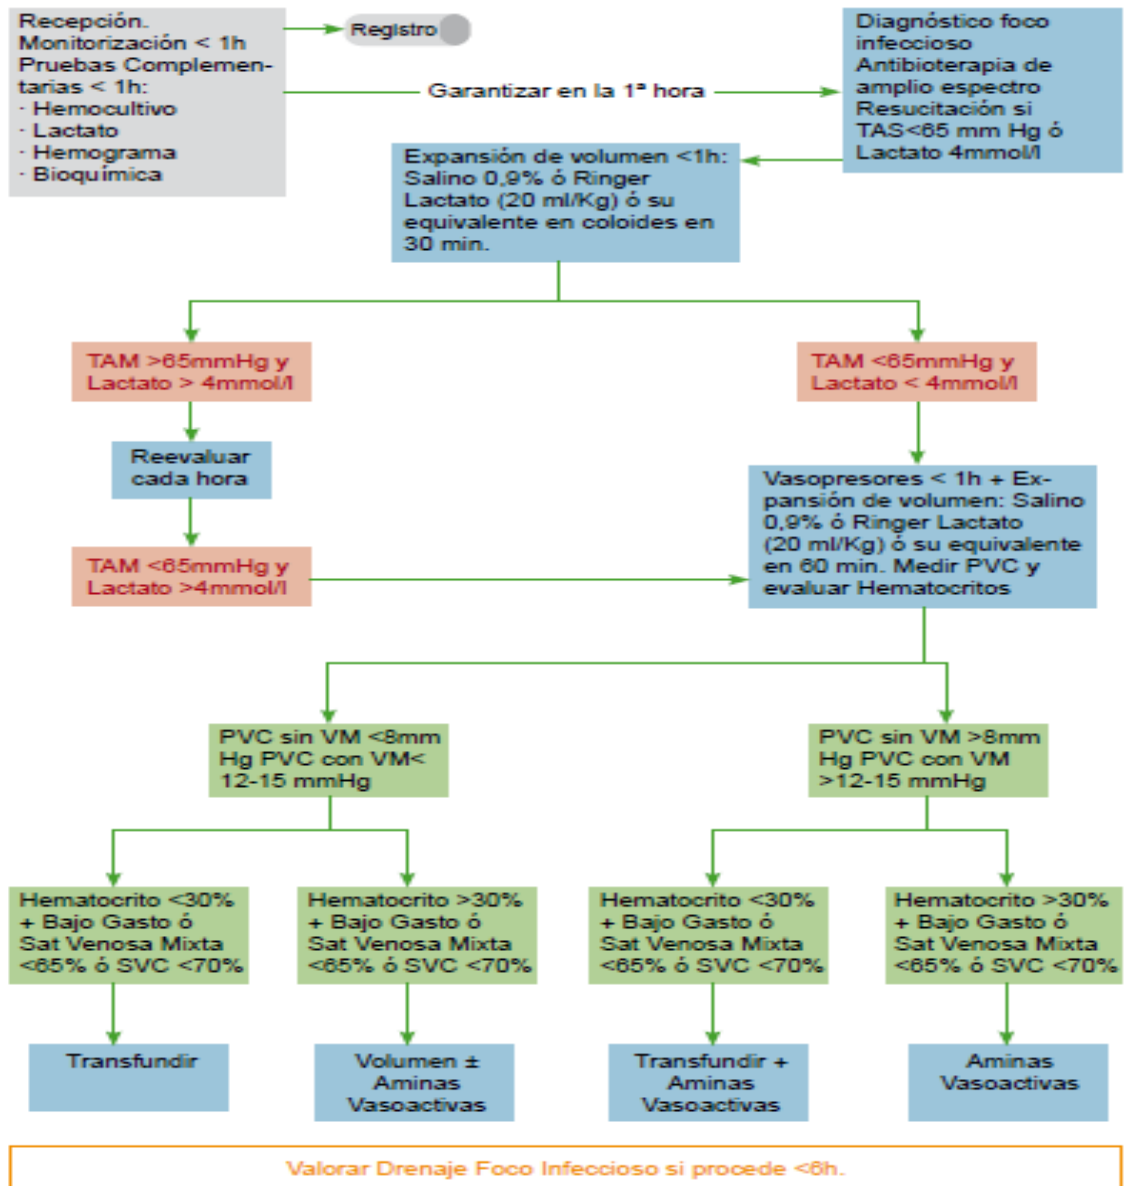 Recepción.
Monitorización < 1h
Pruebas Complemen-
tarias < 1h:
· Hemocultivo
· Lactato
· Hemograma
· Bioquímica
Registro
Garantizar en la 1ª hora
Diagnóstico foco
infeccioso
Antibioterapia de
amplio espectro
Resucitación si
TAS<65 mm Hg ó
Lactato 4mmol/l
Expansión de volumen <1h:
Salino 0,9% ó Ringer
Lactato (20 ml/Kg) ó su
equivalente en coloides en
30 min.
TAM >65mmHg y
Lactato > 4mmol/l
TAM <65mmHg y
Lactato < 4mmol/l
Reevaluar
cada hora
Vasopresores < 1h + Ex-
pansión de volumen: Salino
0,9% ó Ringer Lactato
(20 ml/Kg) ó su equivalente
en 60 min. Medir PVC y
evaluar Hematocritos
TAM <65mmHg y
Lactato >4mmol/l
PVC sin VM <8mm
Hg PVC con VM<
12-15 mmHg
PVC sin VM >8mm
Hg PVC con VM
>12-15 mmHg
Hematocrito <30%
+ Bajo Gasto ó
Sat Venosa Mixta
<65% ó SVC <70%
Hematocrito >30%
+ Bajo Gasto ó
Sat Venosa Mixta
<65% ó SVC <70%
Hematocrito <30%
+ Bajo Gasto ó
Sat Venosa Mixta
<65% ó SVC <70%
Hematocrito >30%
+ Bajo Gasto ó
Sat Venosa Mixta
<65% ó SVC <70%
Transfundir
Volumen ±
Aminas
Vasoactivas
Transfundir +
Aminas
Vasoactivas
Aminas
Vasoactivas
Valorar Drenaje Foco Infeccioso si procede <6h.